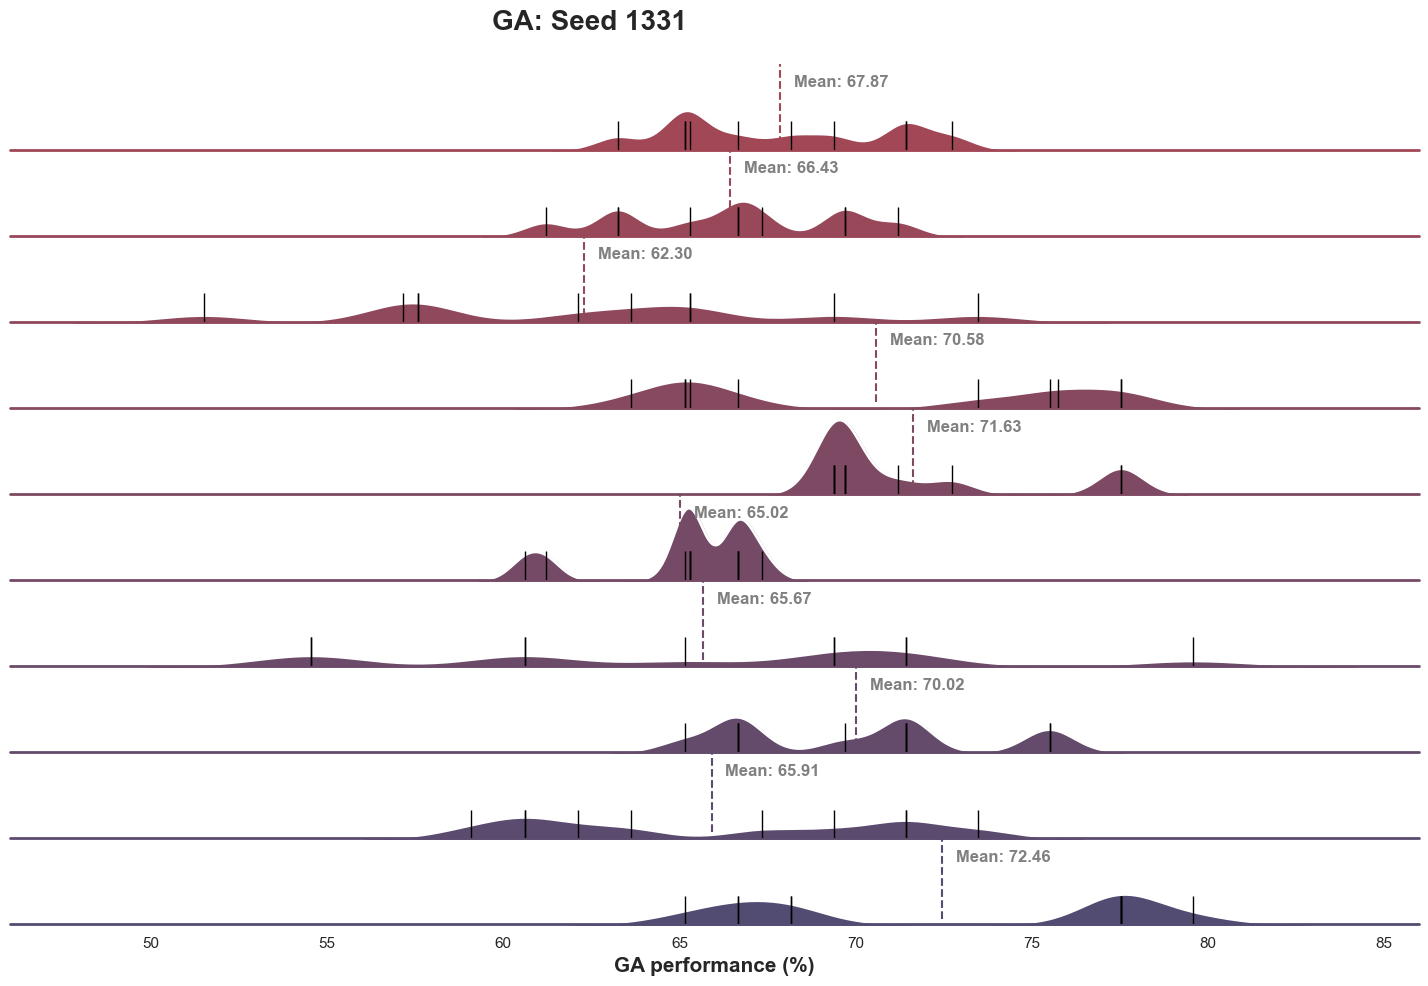 GA: Seed 1331
Mean: 67.87
Mean: 66.43
Mean: 62.30
Mean: 70.58
Mean: 71.63
Mean: 65.02
Mean: 65.67
Mean: 70.02
Mean: 65.91
Mean: 72.46
50 55 60 65 70 75 80 85
GA performance (%)